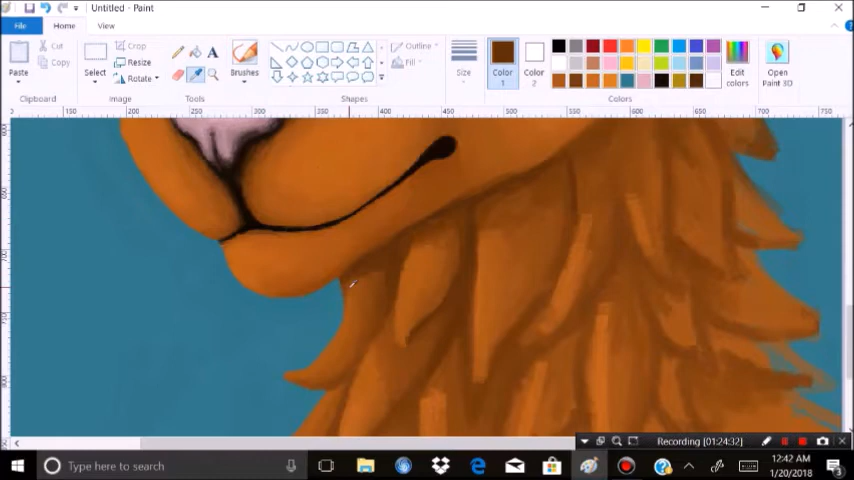 Untitled - Paint
File
Home
View
Paste
Cut
Copy
Clipboard
Select
Crop
Resize
Rotate
Image
A
Tools
Brushes
Outline
Fill
Shapes
Size
Color
1
Color
2
Edit
colors
Colors
Open
Paint 3D
150
200
250
300
350
400
450
500
550
600
650
700
750
Recording [01:24:32]
Type here to search
12:42 AM
1/20/2018
3